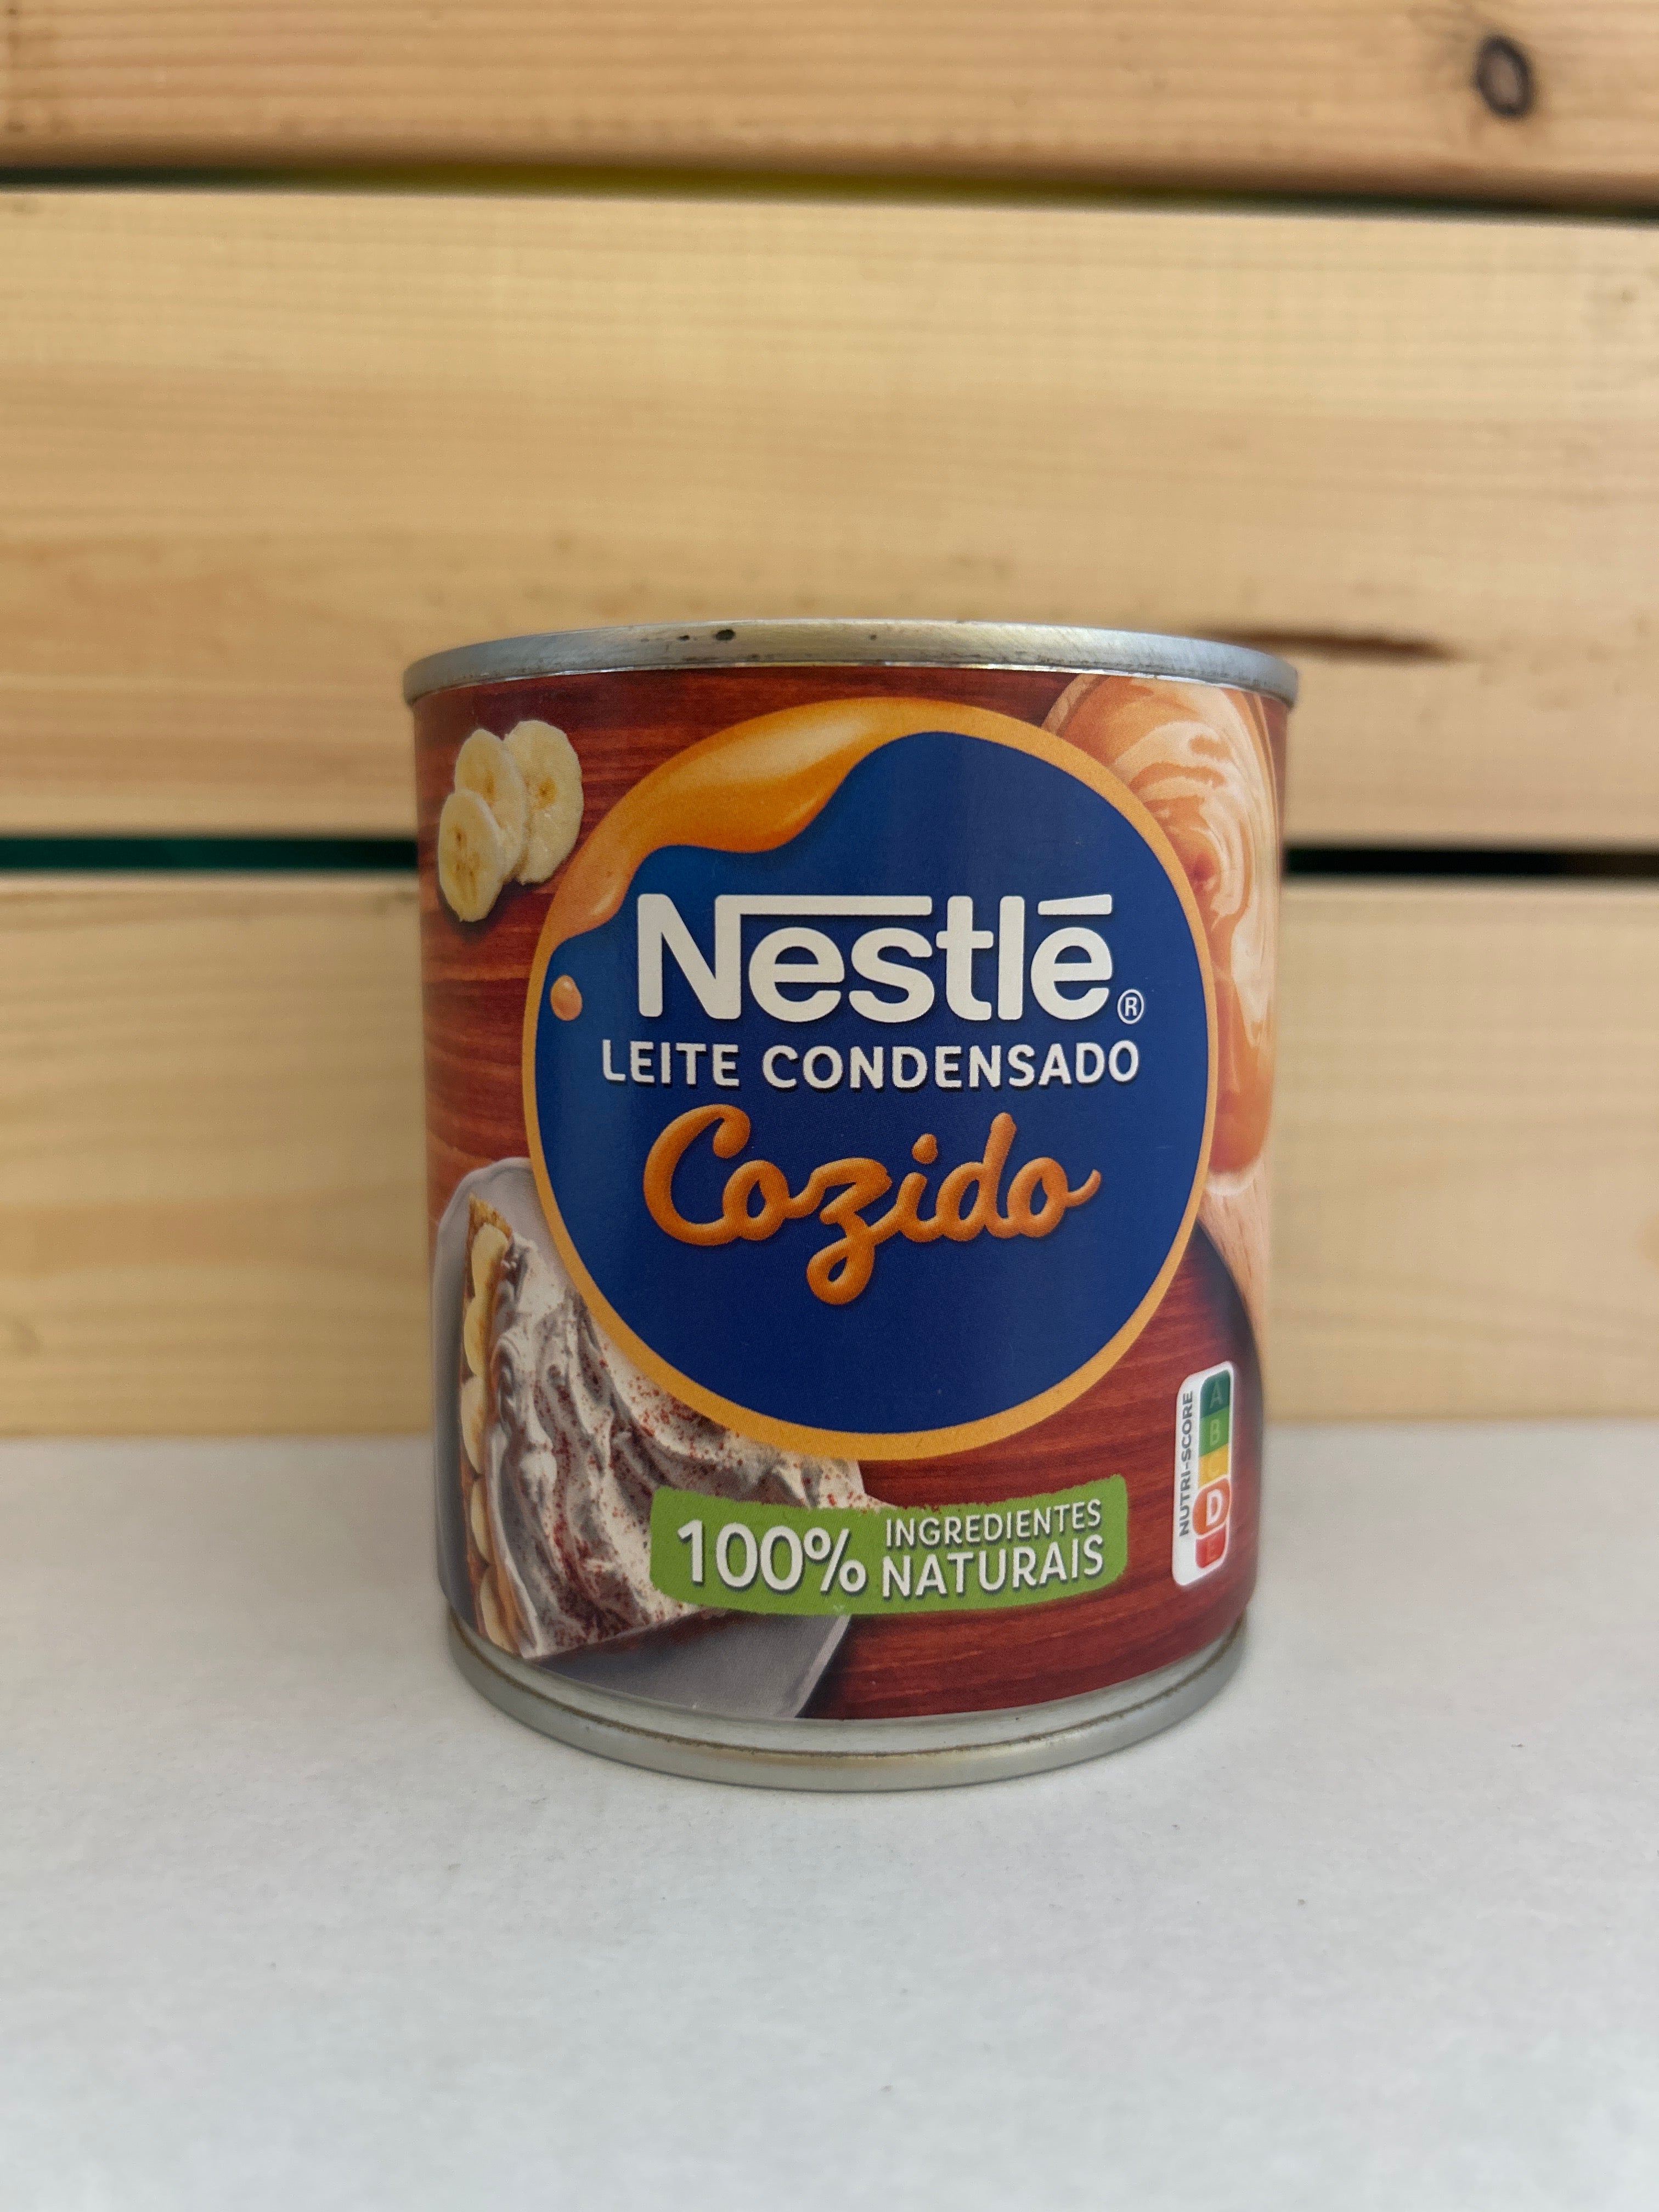 Nestlé®
LEITE CONDENSADO
Cozido
100% INGREDIENTES
NATURAIS
NUTRI-SCORE
A
B
C
D
E